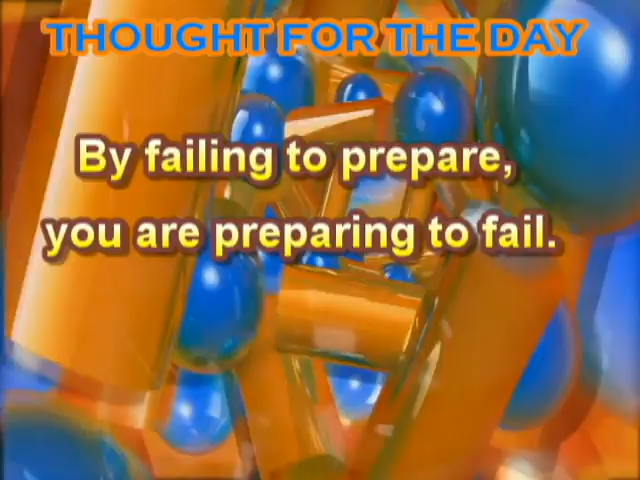 THOUGHT FOR THE DAY
By failing to prepare,
you are preparing to fail.